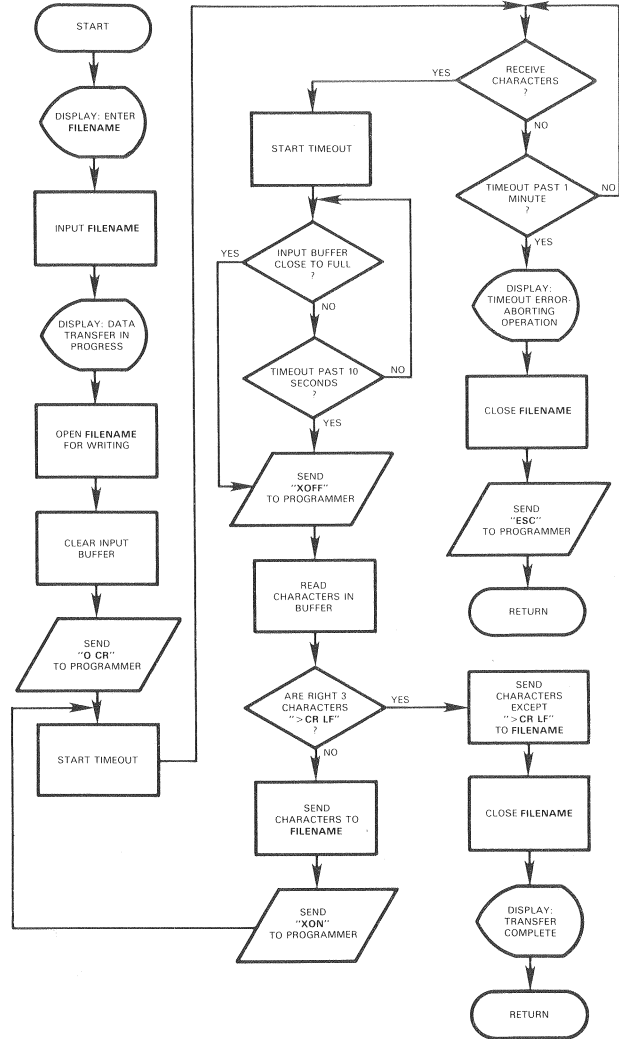 START
DISPLAY: ENTER
FILENAME
INPUT FILENAME
DISPLAY: DATA
TRANSFER IN
PROGRESS
OPEN FILENAME
FOR WRITING
CLEAR INPUT
BUFFER
SEND
"O CR"
TO PROGRAMMER
START TIMEOUT
RECEIVE
CHARACTERS
?
YES
NO
TIMEOUT PAST 1
MINUTE
?
NO
YES
DISPLAY:
TIMEOUT ERROR-
ABORTING
OPERATION
CLOSE FILENAME
SEND
"ESC"
TO PROGRAMMER
RETURN
START TIMEOUT
INPUT BUFFER
CLOSE TO FULL
?
YES
NO
TIMEOUT PAST 10
SECONDS
?
NO
YES
SEND
"XOFF"
TO PROGRAMMER
READ
CHARACTERS IN
BUFFER
ARE RIGHT 3
CHARACTERS
">CR LF"
?
YES
NO
SEND
CHARACTERS TO
FILENAME
SEND
"XON"
TO PROGRAMMER
SEND
CHARACTERS
EXCEPT
">CR LF"
TO FILENAME
CLOSE FILENAME
DISPLAY:
TRANSFER
COMPLETE
RETURN